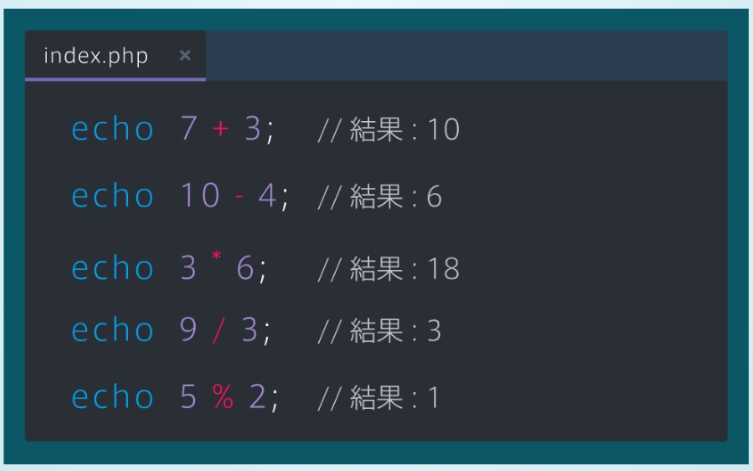 index.php ×
echo 7 + 3; // 結果 : 10
echo 10 - 4; // 結果 : 6
echo 3 * 6; // 結果 : 18
echo 9 / 3; // 結果 : 3
echo 5 % 2; // 結果 : 1